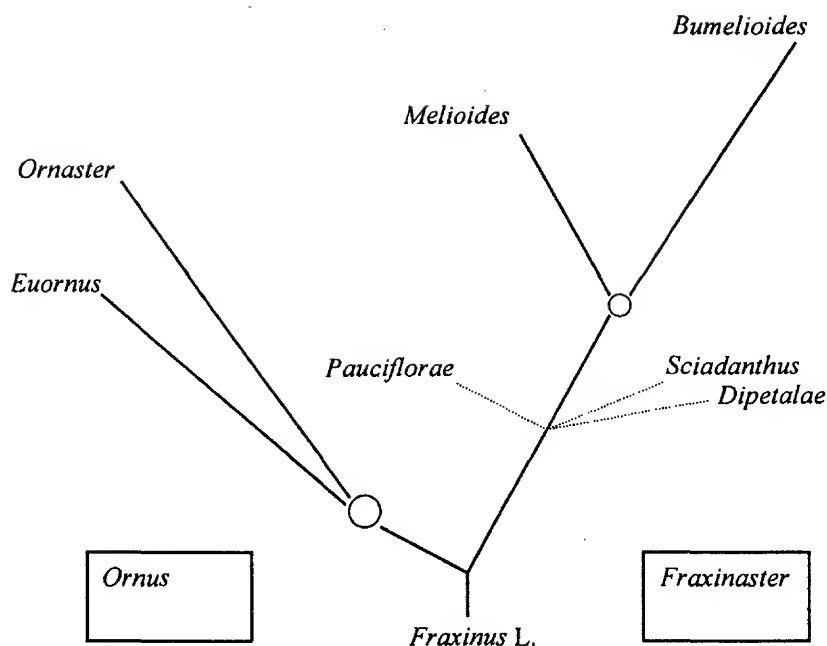 Bumelioides
Melioides
Ornaster
Euornus
Pauciflorae
Sciadanthus
Dipetalae
Ornus
Fraxinaster
Fraxinus L.